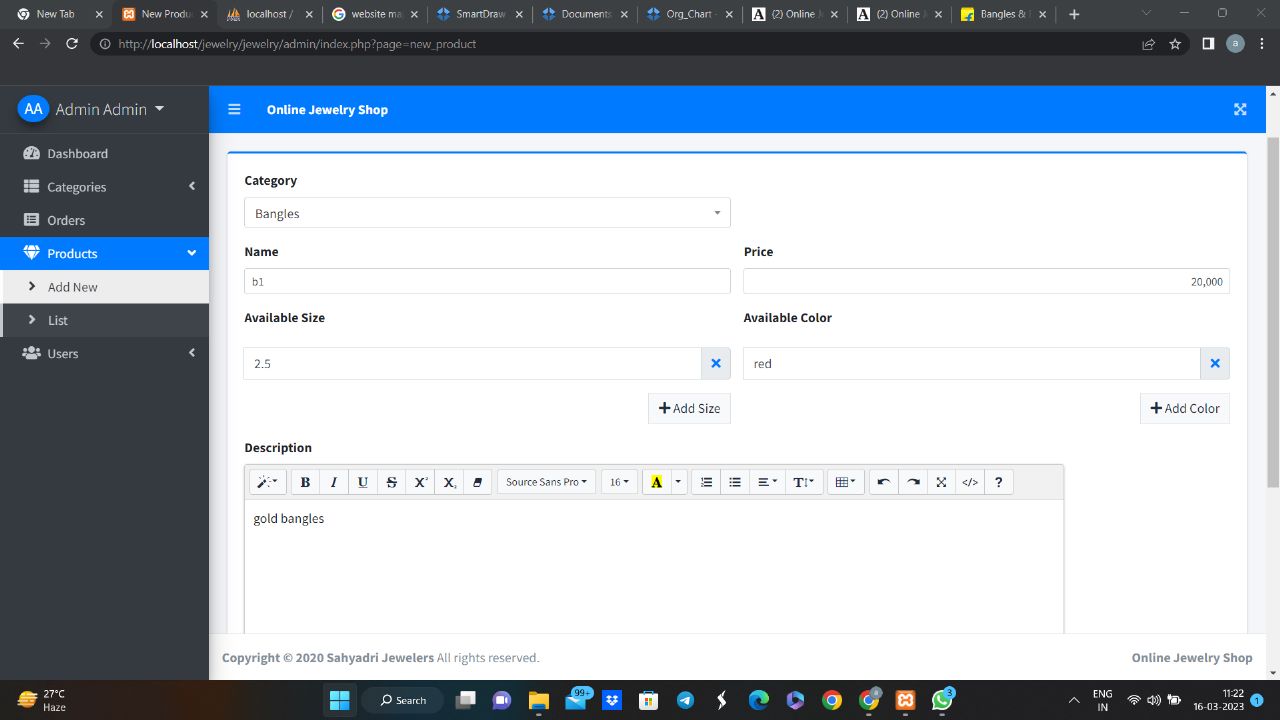 New Tab
New Produ
localhost /
website ma
SmartDraw
Documents
Org_Chart -
(2) Online J
(2) Online J
Bangles & B
http://localhost/jewelry/jewelry/admin/index.php?page=new_product
a
AA Admin Admin
Online Jewelry Shop
Dashboard
Categories
Orders
Products
Add New
List
Users
Category
Bangles
Name
Price
b1
20,000
Available Size
Available Color
2.5
red
Add Size
Add Color
Description
B I U S X² X₂ Source Sans Pro 16 A </> ?
gold bangles
Copyright © 2020 Sahyadri Jewelers All rights reserved.
Online Jewelry Shop
27°C
Haze
Search
99+
3
ENG
IN
11:22
16-03-2023
1